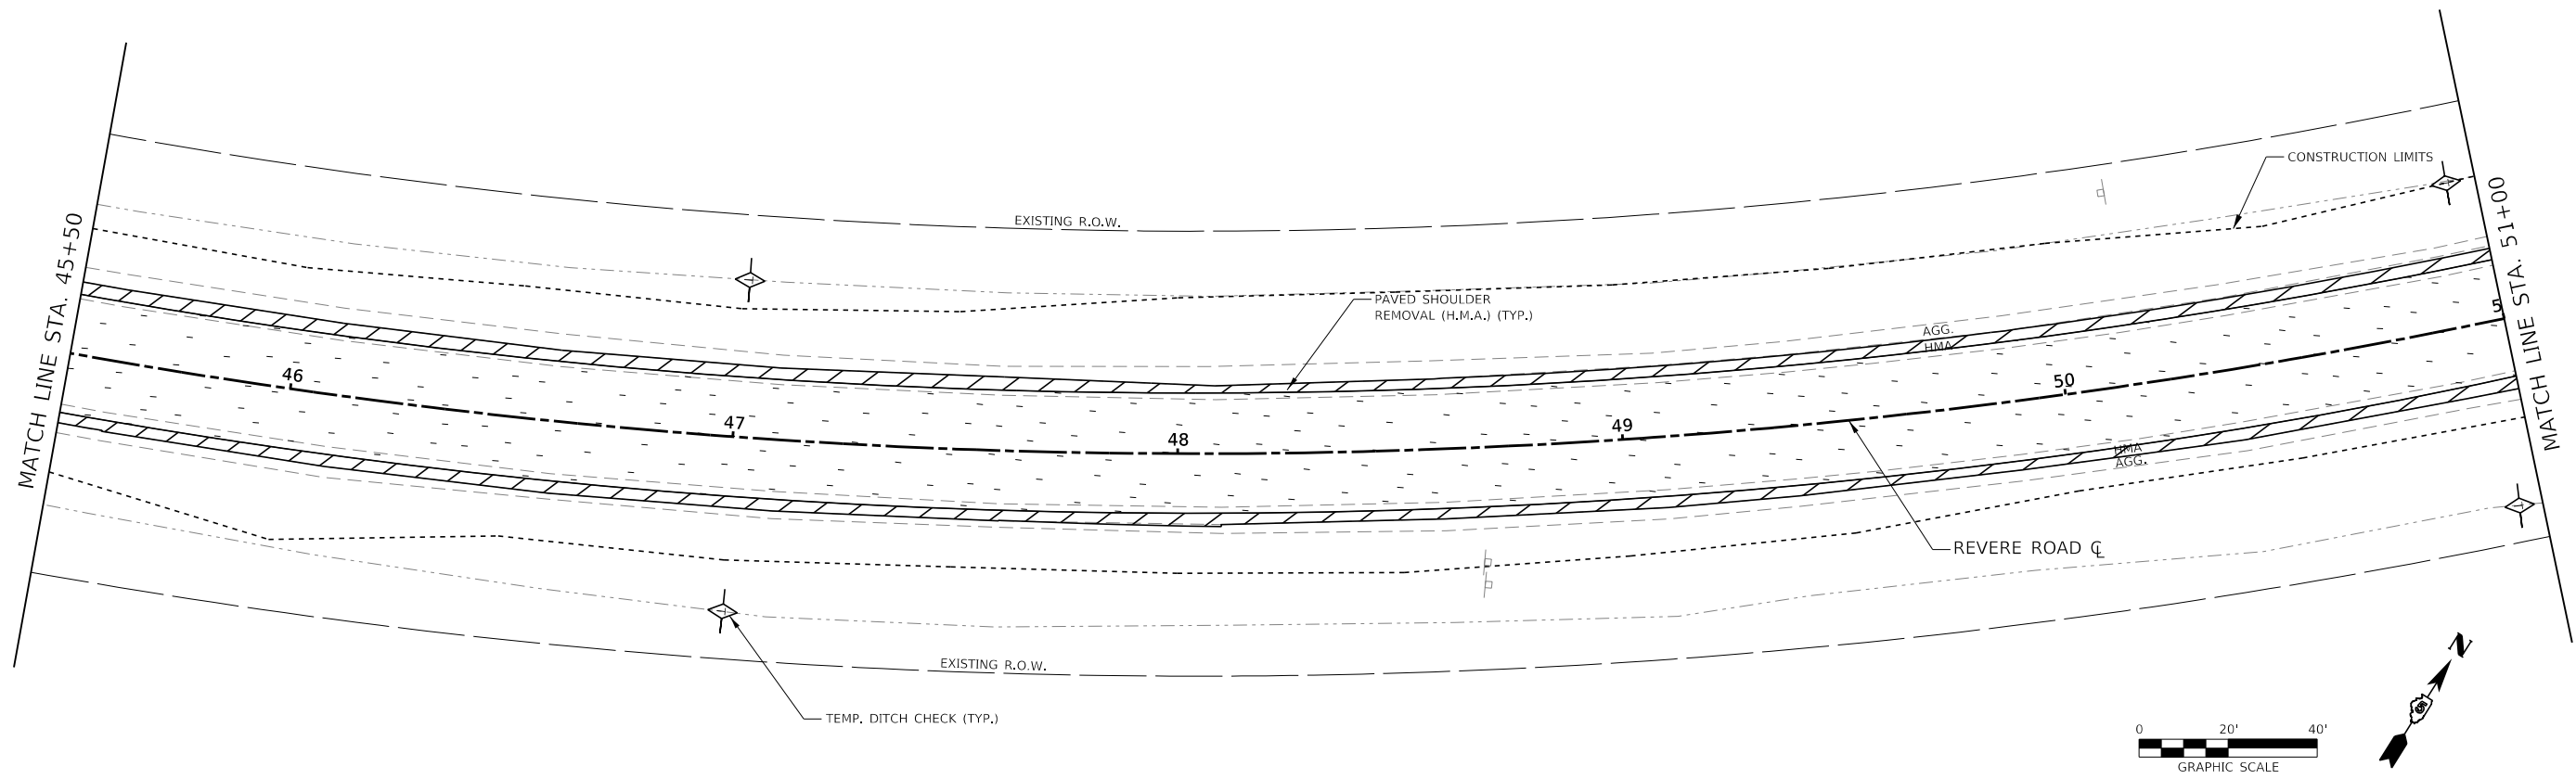 MATCH LINE STA. 45+50
EXISTING R.O.W.
CONSTRUCTION LIMITS
PAVED SHOULDER
REMOVAL (H.M.A.) (TYP.)
AGG.
HMA
46
47
48
49
50
5
MATCH LINE STA. 51+00
HMA
AGG.
REVERE ROAD ℄
EXISTING R.O.W.
TEMP. DITCH CHECK (TYP.)
N
0 20' 40'
GRAPHIC SCALE